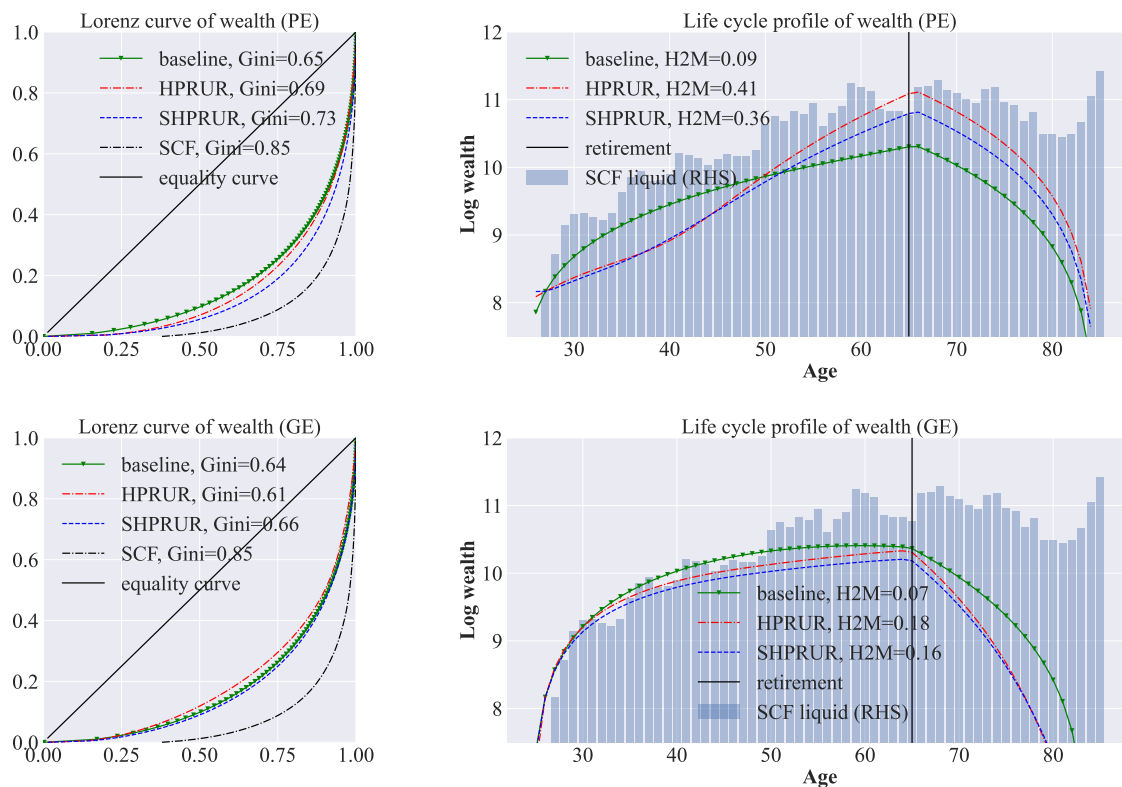 Lorenz curve of wealth (PE)
1.0
0.8
0.6
0.4
0.2
0.0
0.00 0.25 0.50 0.75 1.00
baseline, Gini=0.65
HPRUR, Gini=0.69
SHPRUR, Gini=0.73
SCF, Gini=0.85
equality curve
Life cycle profile of wealth (PE)
12
11
10
9
8
Log wealth
baseline, H2M=0.09
HPRUR, H2M=0.41
SHPRUR, H2M=0.36
retirement
SCF liquid (RHS)
30 40 50 60 70 80
Age
Lorenz curve of wealth (GE)
1.0
0.8
0.6
0.4
0.2
0.0
0.00 0.25 0.50 0.75 1.00
baseline, Gini=0.64
HPRUR, Gini=0.61
SHPRUR, Gini=0.66
SCF, Gini=0.85
equality curve
Life cycle profile of wealth (GE)
12
11
10
9
8
Log wealth
baseline, H2M=0.07
HPRUR, H2M=0.18
SHPRUR, H2M=0.16
retirement
SCF liquid (RHS)
30 40 50 60 70 80
Age